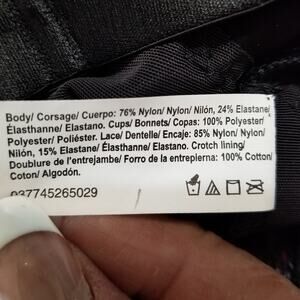 Body/ Corsage/ Cuerpo: 76% Nylon/ Nylon/ Nilón, 24% Elastane/
Élasthanne/ Elastano. Cups/ Bonnets/ Copas: 100% Polyester/
Polyester/ Poliéster. Lace/ Dentelle/ Encaje: 85% Nylon/ Nylon/
Nilón, 15% Elastane/ Élasthanne/ Elastano. Crotch lining/
Doublure de l'entrejambe/ Forro de la entrepierna: 100% Cotton/
Coton/ Algodón.
037745265029